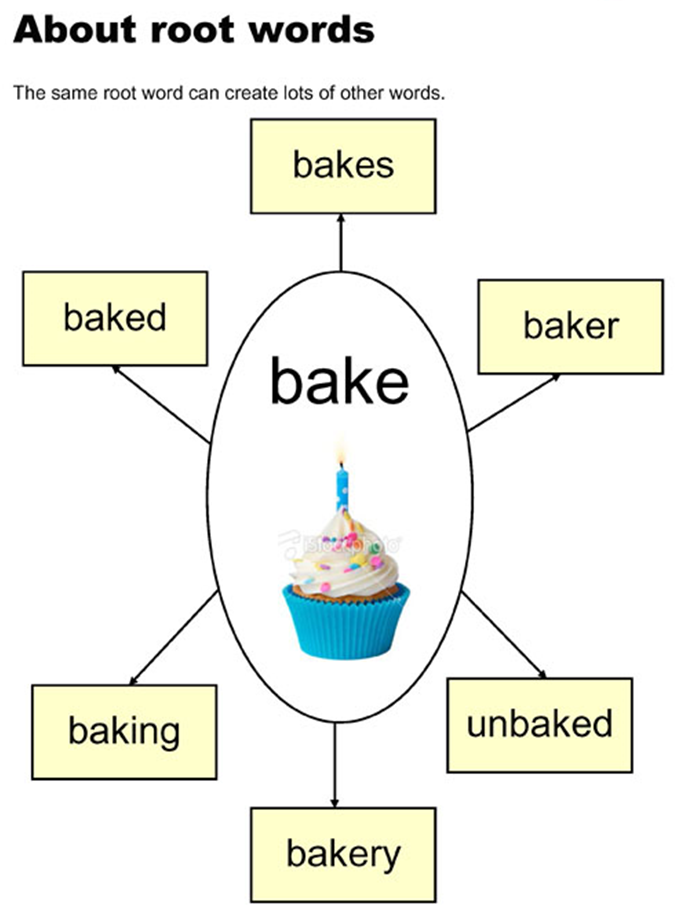 About root words
The same root word can create lots of other words.
bakes
baked
baker
bake
iStockphoto
baking
unbaked
bakery